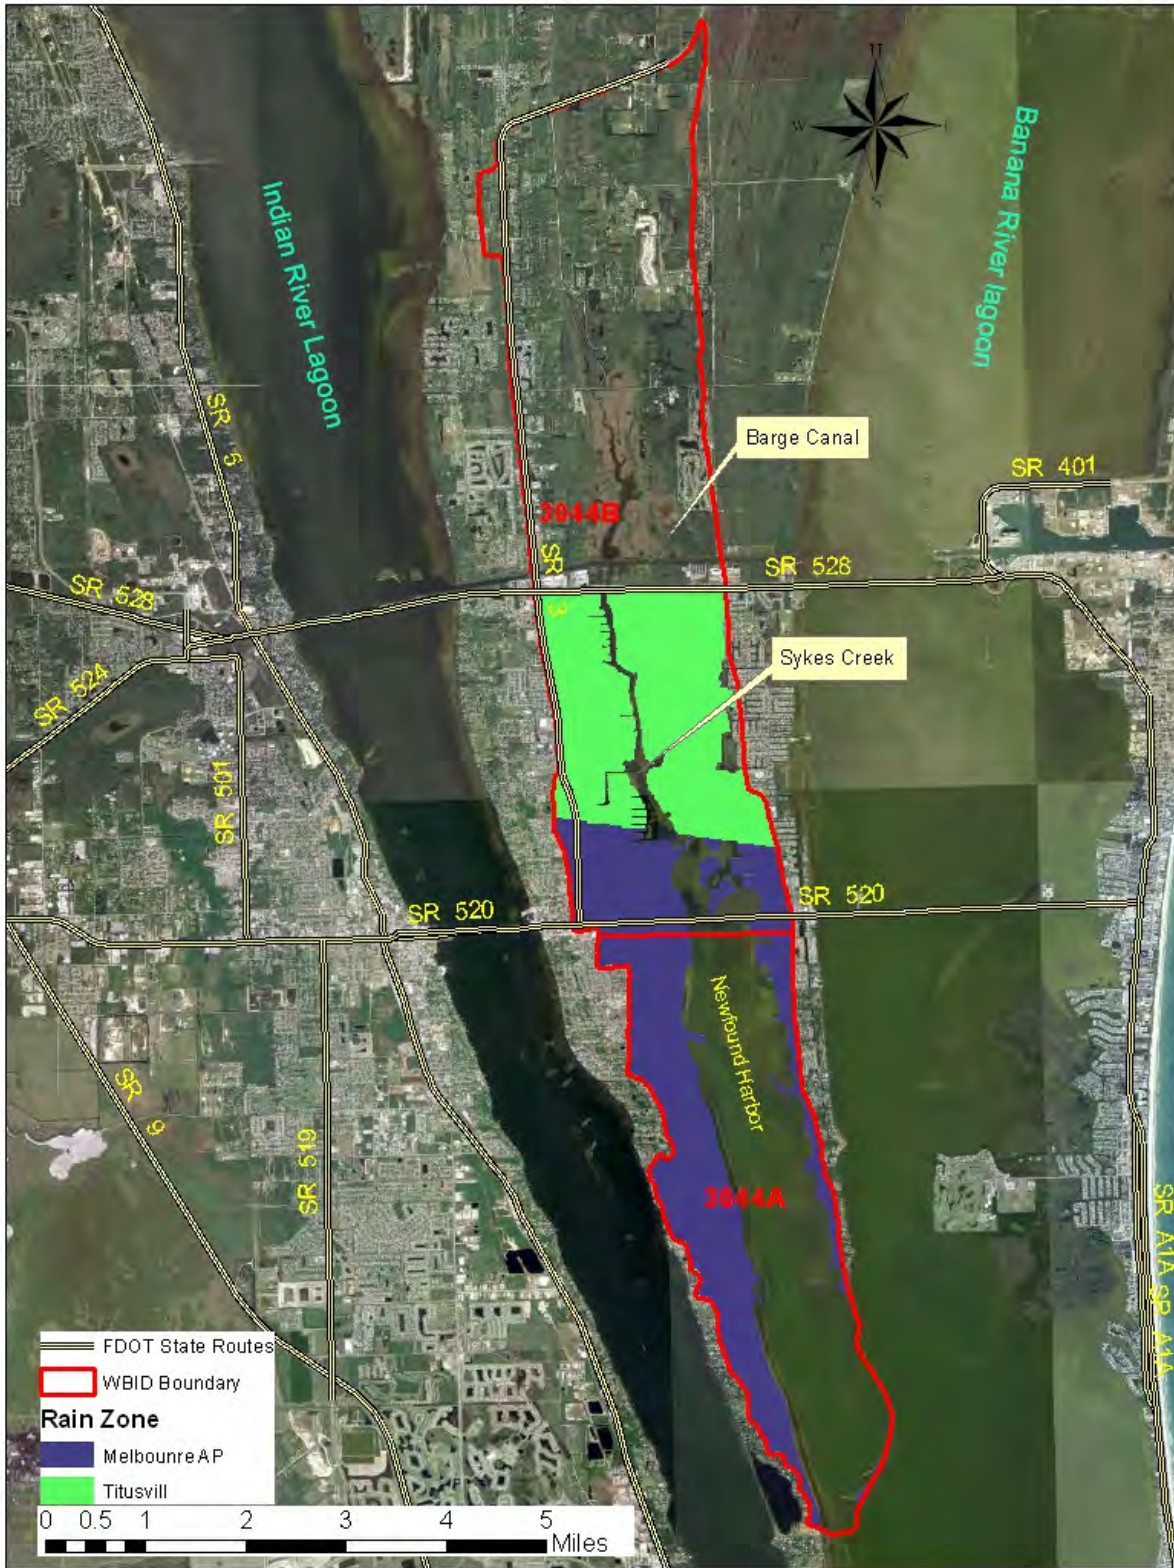 N
W
E
S
Indian River Lagoon
Banana River lagoon
SR 5
Barge Canal
SR 401
3044B
SR 3
SR 528
SR 528
Sykes Creek
SR 524
SR 501
SR 520
SR 520
Newfound Harbor
SR 9
SR 519
3044A
SR A1A SR A1A
FDOT State Routes
WBID Boundary
Rain Zone
Melbounre AP
Titusvill
0 0.5 1 2 3 4 5
Miles